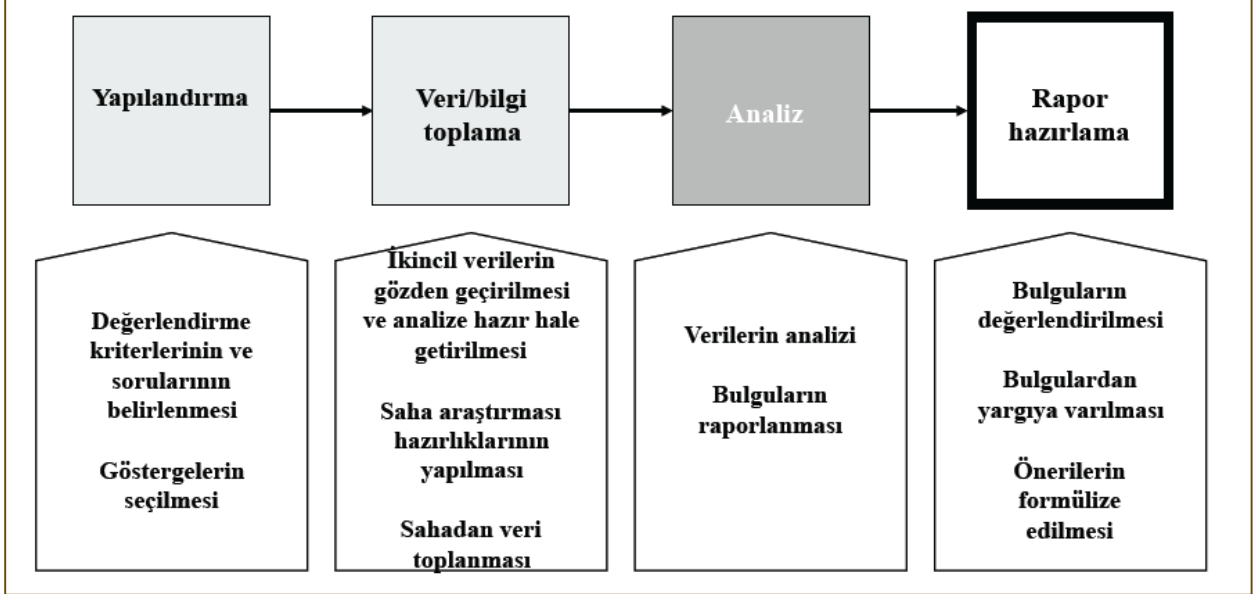 Yapılandırma
Veri/bilgi
toplama
Analiz
Rapor
hazırlama
Değerlendirme
kriterlerinin ve
sorularının
belirlenmesi
Göstergelerin
seçilmesi
İkincil verilerin
gözden geçirilmesi
ve analize hazır hale
getirilmesi
Saha araştırması
hazırlıklarının
yapılması
Sahadan veri
toplanması
Verilerin analizi
Bulguların
raporlanması
Bulguların
değerlendirilmesi
Bulgulardan
yargıya varılması
Önerilerin
formülize
edilmesi